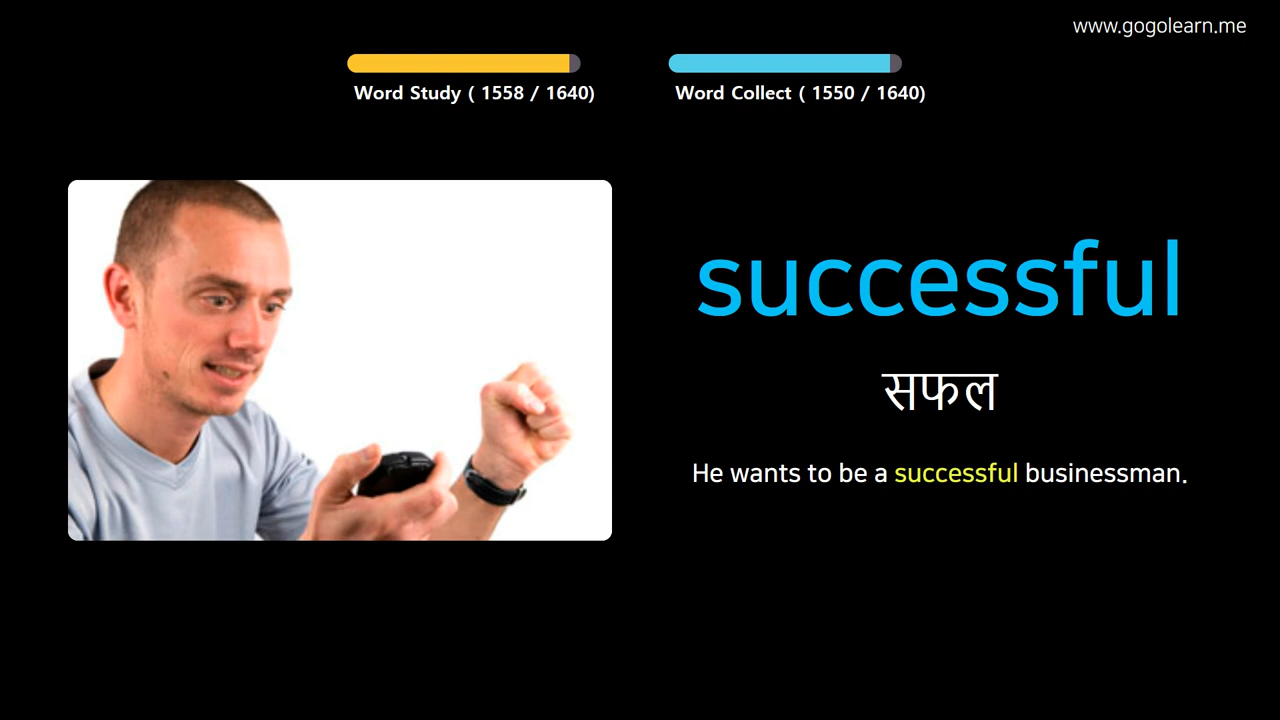 www.gogolearn.me
Word Study ( 1558 / 1640)
Word Collect ( 1550 / 1640)
successful
सफल
He wants to be a successful businessman.